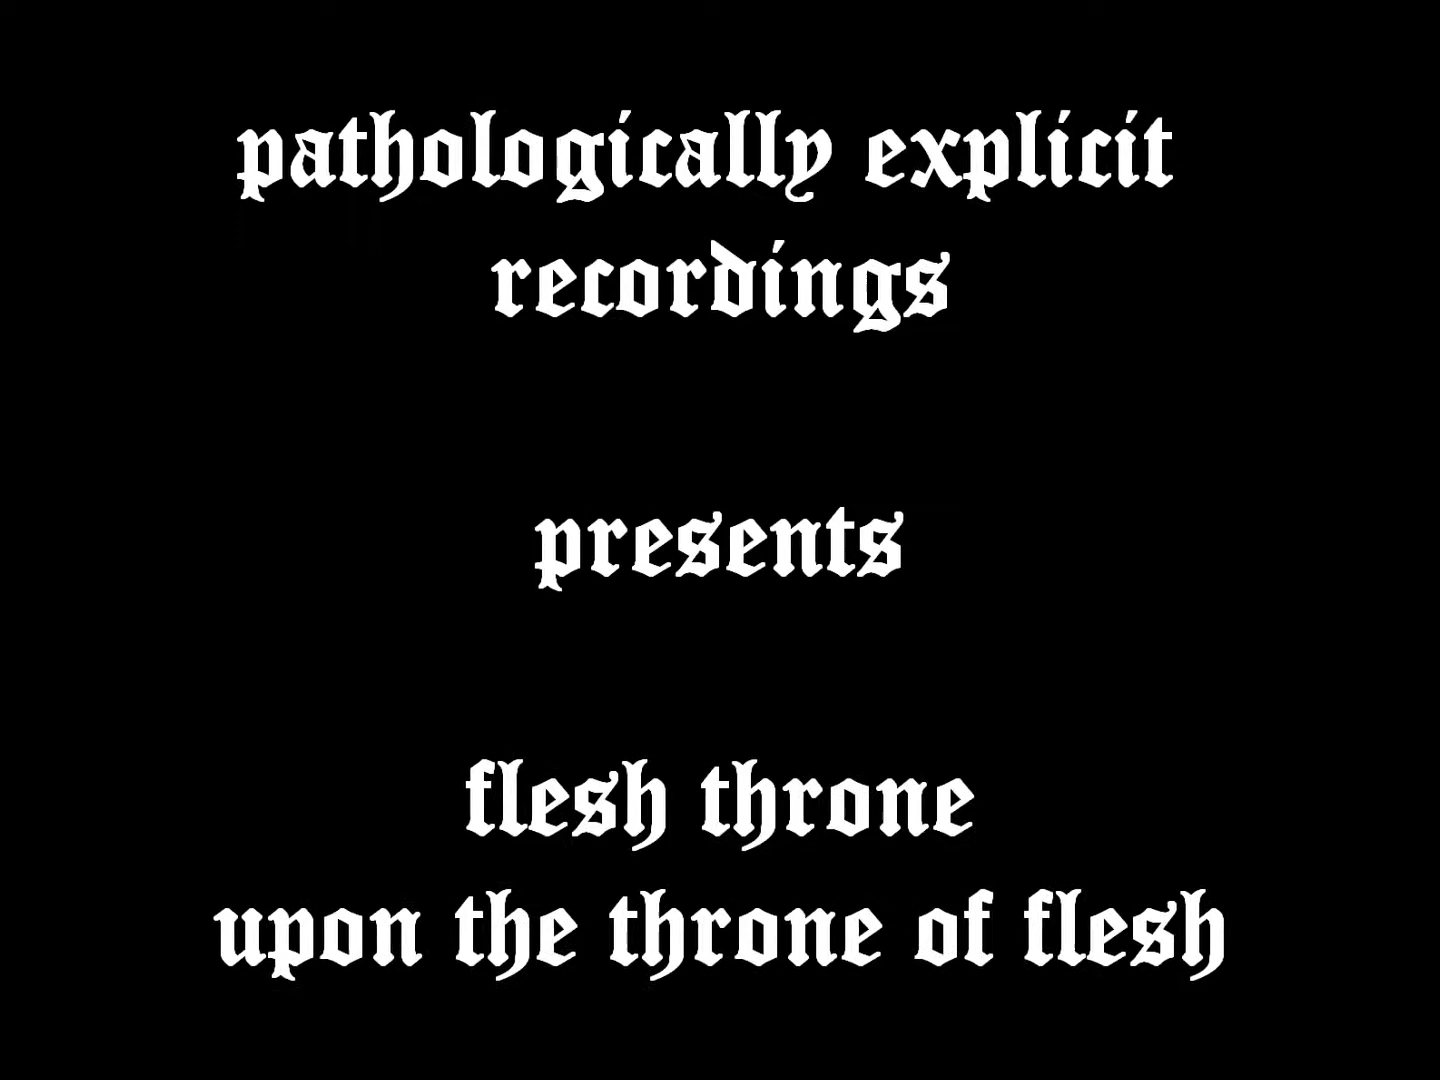 pathologically explicit
recordings
presents
flesh throne
upon the throne of flesh